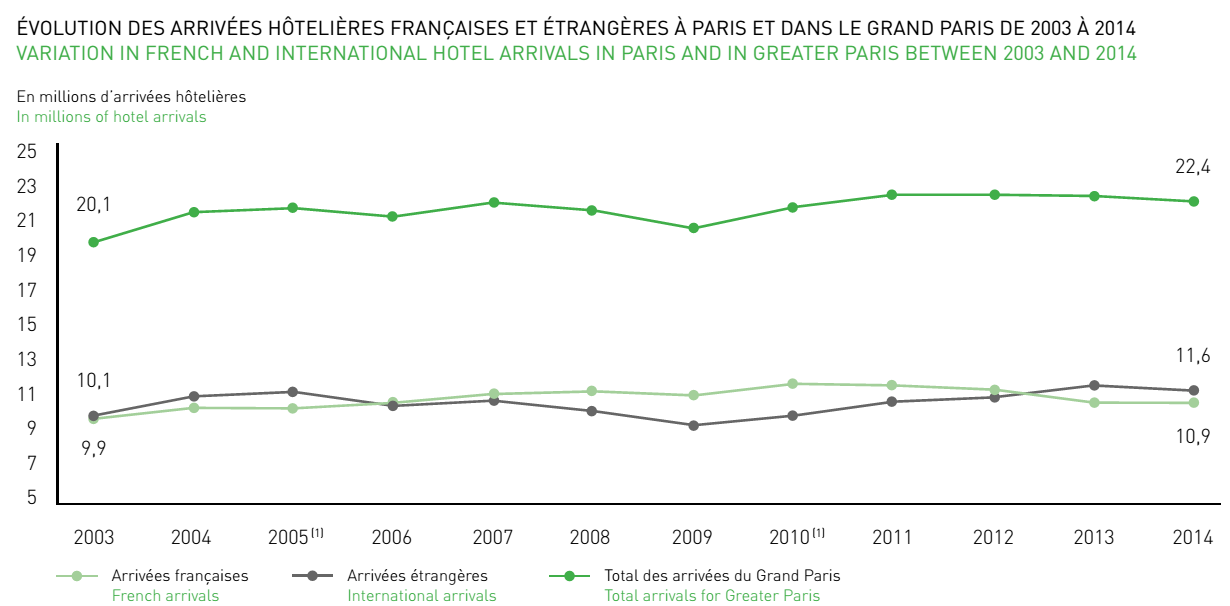 ÉVOLUTION DES ARRIVÉES HÔTELIÈRES FRANÇAISES ET ÉTRANGÈRES À PARIS ET DANS LE GRAND PARIS DE 2003 À 2014
VARIATION IN FRENCH AND INTERNATIONAL HOTEL ARRIVALS IN PARIS AND IN GREATER PARIS BETWEEN 2003 AND 2014
En millions d'arrivées hôtelières
In millions of hotel arrivals
25
23
21
19
17
15
13
11
9
7
5
20,1
22,4
10,1
9,9
11,6
10,9
2003 2004 2005(1) 2006 2007 2008 2009 2010(1) 2011 2012 2013 2014
Arrivées françaises
French arrivals
Arrivées étrangères
International arrivals
Total des arrivées du Grand Paris
Total arrivals for Greater Paris